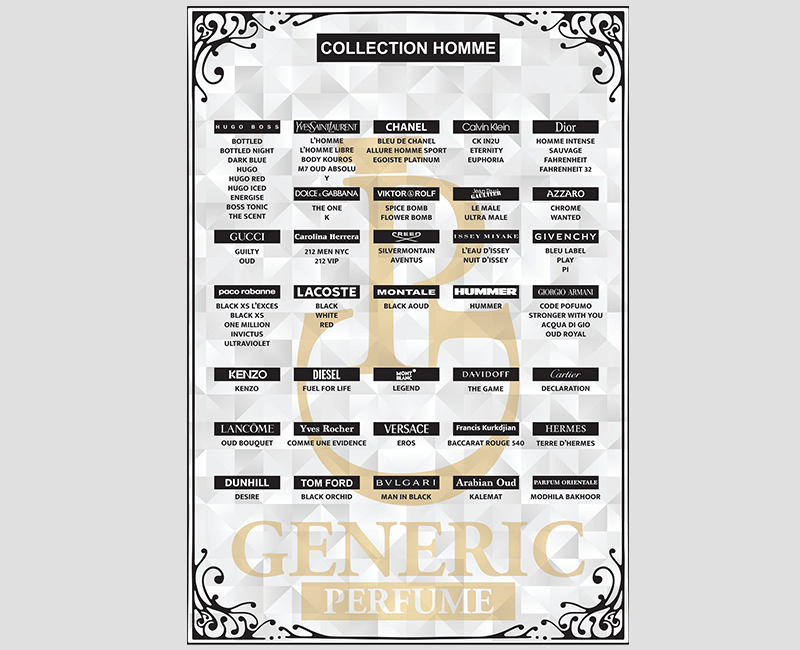 COLLECTION HOMME
HUGO BOSS
BOTTLED
BOTTLED NIGHT
DARK BLUE
HUGO
HUGO RED
HUGO ICED
ENERGISE
BOSS TONIC
THE SCENT
YVESSAINTLAURENT
L'HOMME
L'HOMME LIBRE
BODY KOUROS
M7 OUD ABSOLU
Y
CHANEL
BLEU DE CHANEL
ALLURE HOMME SPORT
EGOISTE PLATINUM
Calvin Klein
CK IN2U
ETERNITY
EUPHORIA
Dior
HOMME INTENSE
SAUVAGE
FAHRENHEIT
FAHRENHEIT 32
DOLCE & GABBANA
THE ONE
K
VIKTOR & ROLF
SPICE BOMB
FLOWER BOMB
Jean Paul
GAULTIER
LE MALE
ULTRA MALE
AZZARO
CHROME
WANTED
GUCCI
GUILTY
OUD
Carolina Herrera
212 MEN NYC
212 VIP
CREED
SILVERMONTAIN
AVENTUS
ISSEY MIYAKE
L'EAU D'ISSEY
NUIT D'ISSEY
GIVENCHY
BLEU LABEL
PLAY
PI
paco rabanne
BLACK XS L'EXCES
BLACK XS
ONE MILLION
INVICTUS
ULTRAVIOLET
LACOSTE
BLACK
WHITE
RED
MONTALE
BLACK AOUD
HUMMER
HUMMER
GIORGIO ARMANI
CODE POFUMO
STRONGER WITH YOU
ACQUA DI GIO
OUD ROYAL
KENZO
KENZO
DIESEL
FUEL FOR LIFE
MONT
BLANC
LEGEND
DAVIDOFF
THE GAME
Cartier
DECLARATION
LANCÔME
OUD BOUQUET
Yves Rocher
COMME UNE EVIDENCE
VERSACE
EROS
Francis Kurkdjian
BACCARAT ROUGE 540
HERMES
TERRE D'HERMES
DUNHILL
DESIRE
TOM FORD
BLACK ORCHID
BVLGARI
MAN IN BLACK
Arabian Oud
KALEMAT
PARFUM ORIENTALE
MODHILA BAKHOOR
GENERIC
PERFUME